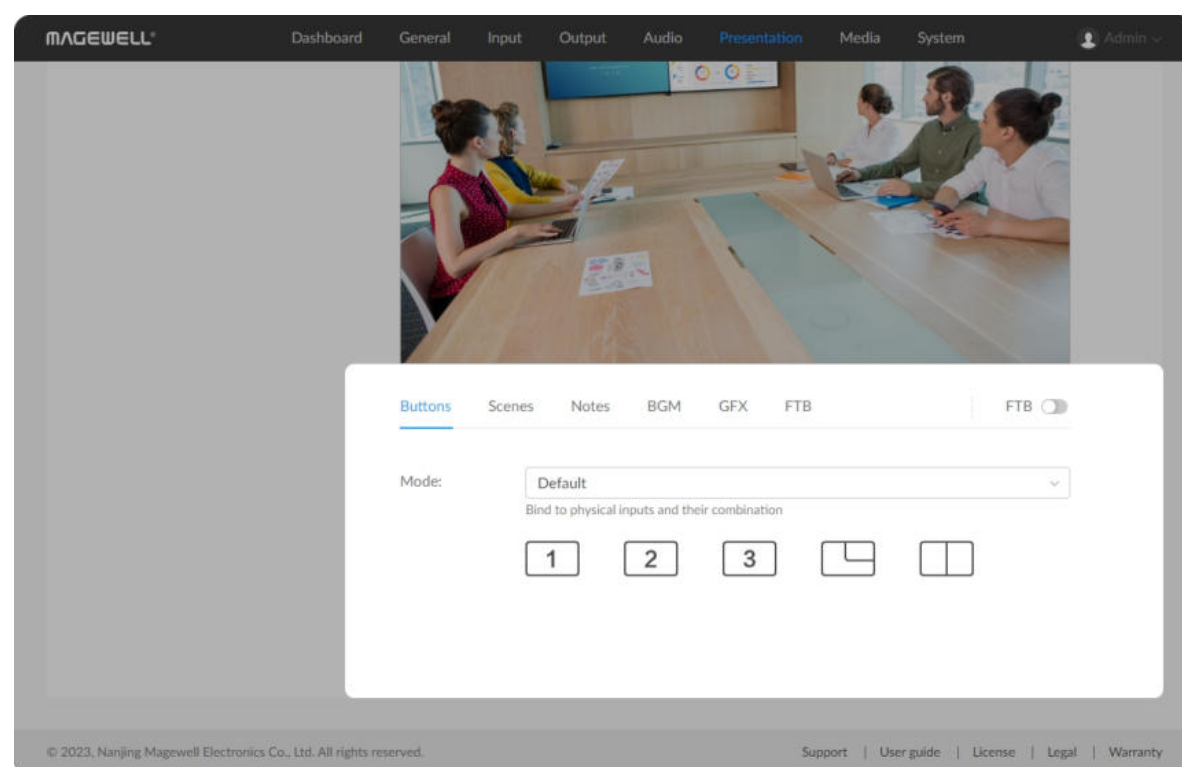 MAGEWELL® Dashboard General Input Output Audio Presentation Media System Admin
Buttons Scenes Notes BGM GFX FTB FTB
Mode: Default
Bind to physical inputs and their combination
1 2 3
© 2023, Nanjing Magewell Electronics Co., Ltd. All rights reserved. Support | User guide | License | Legal | Warranty